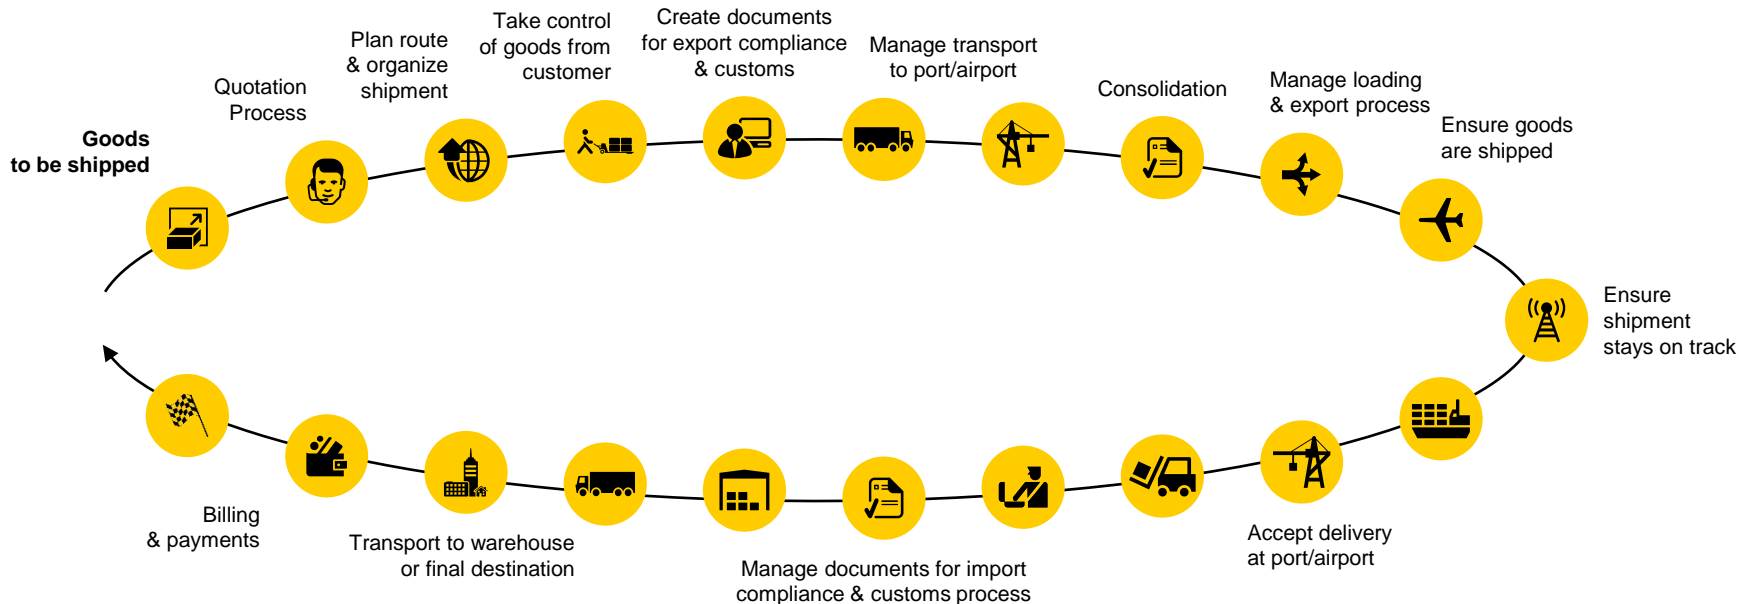 Goods
to be shipped
Quotation
Process
Plan route
& organize
shipment
Take control
of goods from
customer
Create documents
for export compliance
& customs
Manage transport
to port/airport
Consolidation
Manage loading
& export process
Ensure goods
are shipped
Ensure
shipment
stays on track
Accept delivery
at port/airport
Manage documents for import
compliance & customs process
Transport to warehouse
or final destination
Billing
& payments